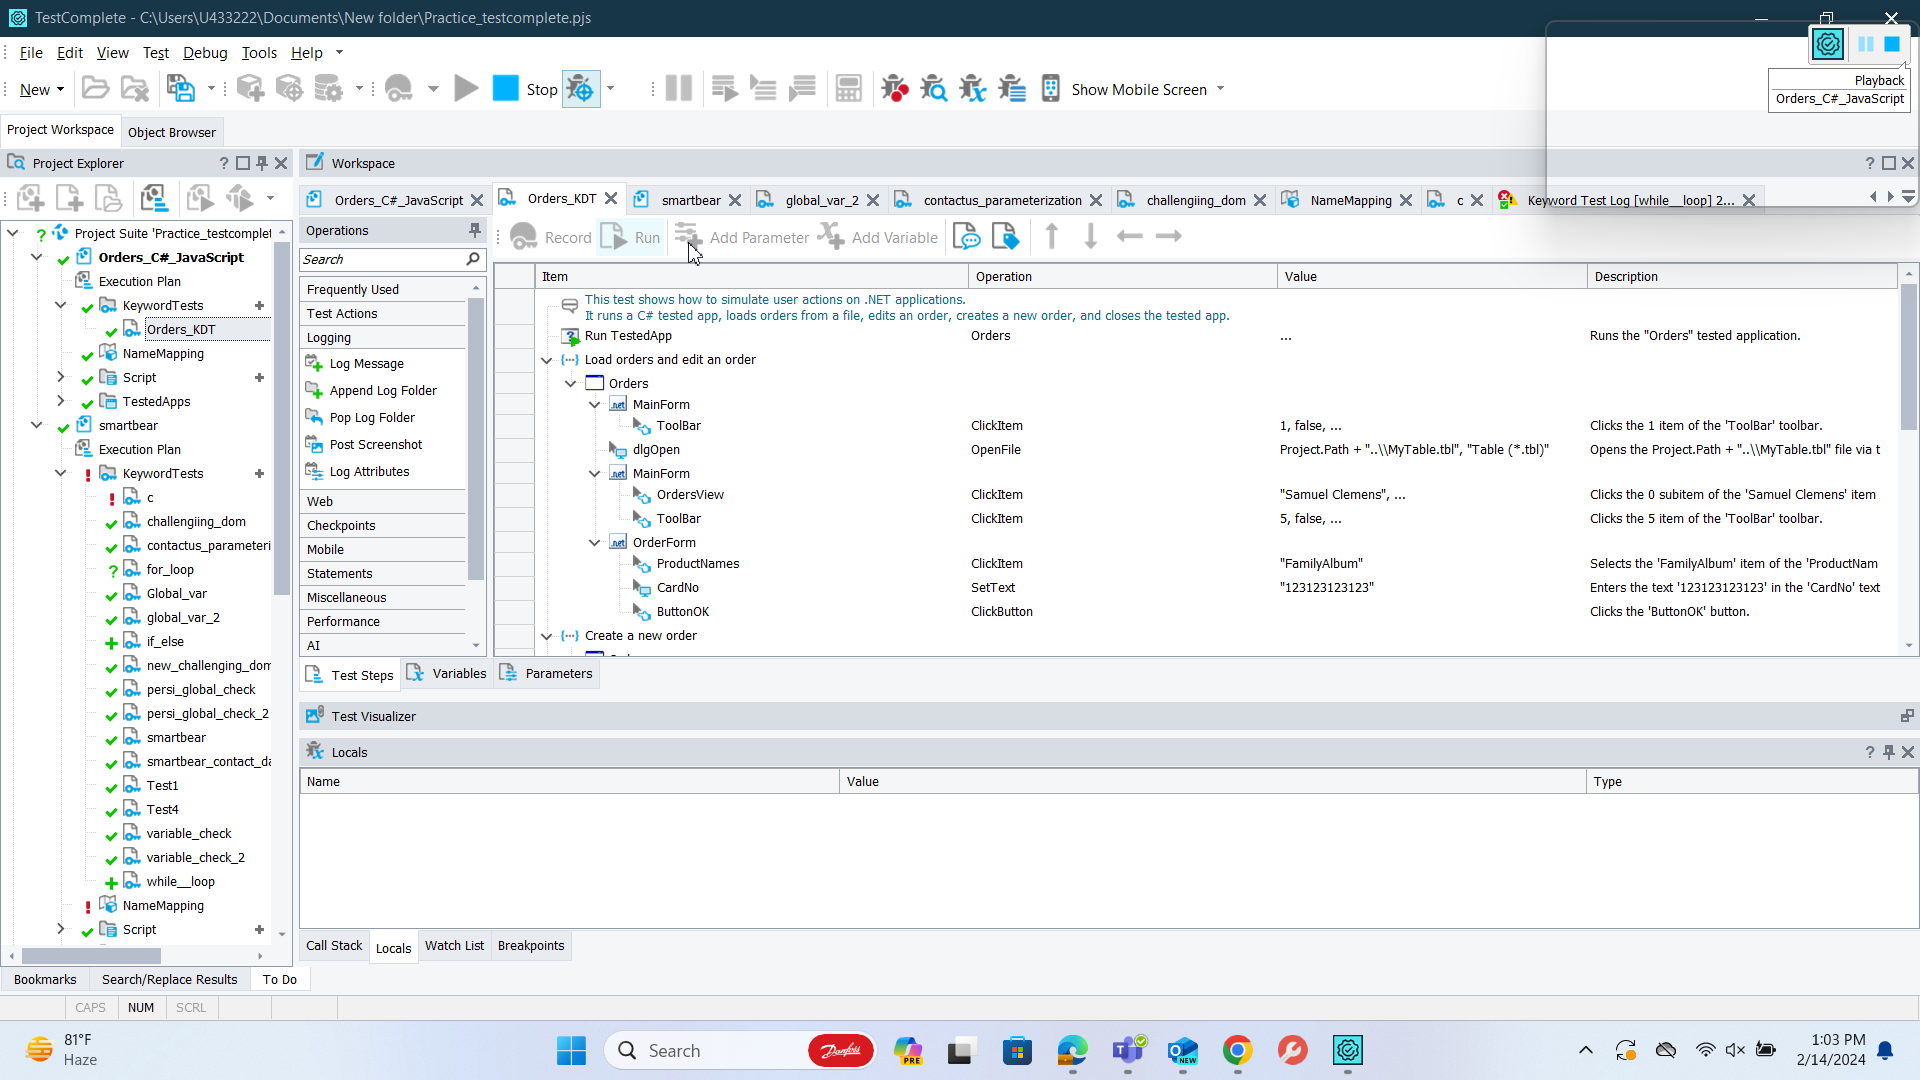 TestComplete - C:\Users\U433222\Documents\New folder\Practice_testcomplete.pjs
File Edit View Test Debug Tools Help
New Stop Show Mobile Screen
Playback
Orders_C#_JavaScript
Project Workspace Object Browser
Project Explorer
Workspace
Orders_C#_JavaScript Orders_KDT smartbear global_var_2 contactus_parameterization challengiing_dom NameMapping c Keyword Test Log [while__loop] 2...
Project Suite 'Practice_testcomplet
Orders_C#_JavaScript
Execution Plan
KeywordTests
Orders_KDT
NameMapping
Script
TestedApps
smartbear
Execution Plan
KeywordTests
c
challengiing_dom
contactus_parameteri
for_loop
Global_var
global_var_2
if_else
new_challenging_dom
persi_global_check
persi_global_check_2
smartbear
smartbear_contact_da
Test1
Test4
variable_check
variable_check_2
while__loop
NameMapping
Script
Operations
Search
Frequently Used
Test Actions
Logging
Log Message
Append Log Folder
Pop Log Folder
Post Screenshot
Log Attributes
Web
Checkpoints
Mobile
Statements
Miscellaneous
Performance
AI
Record Run Add Parameter Add Variable
Item Operation Value Description
This test shows how to simulate user actions on .NET applications.
It runs a C# tested app, loads orders from a file, edits an order, creates a new order, and closes the tested app.
Run TestedApp Orders ... Runs the "Orders" tested application.
Load orders and edit an order
Orders
MainForm
ToolBar ClickItem 1, false, ... Clicks the 1 item of the 'ToolBar' toolbar.
dlgOpen OpenFile Project.Path + "..\\MyTable.tbl", "Table (*.tbl)" Opens the Project.Path + "..\\MyTable.tbl" file via t
MainForm
OrdersView ClickItem "Samuel Clemens", ... Clicks the 0 subitem of the 'Samuel Clemens' item
ToolBar ClickItem 5, false, ... Clicks the 5 item of the 'ToolBar' toolbar.
OrderForm
ProductNames ClickItem "FamilyAlbum" Selects the 'FamilyAlbum' item of the 'ProductNam
CardNo SetText "123123123123" Enters the text '123123123123' in the 'CardNo' text
ButtonOK ClickButton Clicks the 'ButtonOK' button.
Create a new order
Test Steps Variables Parameters
Test Visualizer
Locals
Name Value Type
Call Stack Locals Watch List Breakpoints
Bookmarks Search/Replace Results To Do
CAPS NUM SCRL
81°F
Haze
Search
Danfoss
PRE
NEW
1:03 PM
2/14/2024